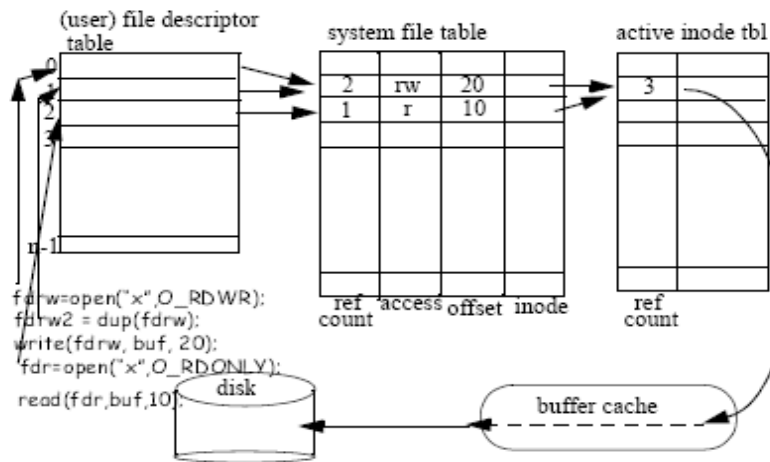 (user) file descriptor
table
system file table
active inode tbl
0
1
2
3
n-1
2 rw 20
1 r 10
3
ref
count
access
offset
inode
ref
count
fdrw=open("x",O_RDWR);
fdrw2 = dup(fdrw);
write(fdrw, buf, 20);
fdr=open("x",O_RDONLY);
read(fdr,buf,10);
disk
buffer cache